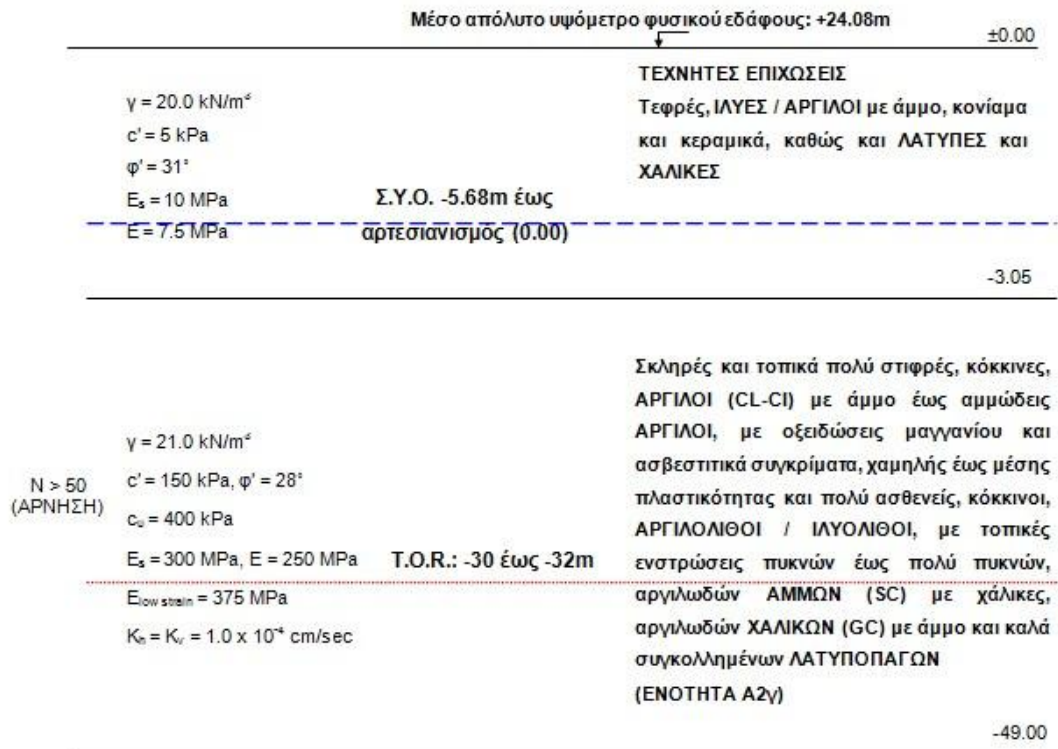 Μέσο απόλυτο υψόμετρο φυσικού εδάφους: +24.08m
±0.00
γ = 20.0 kN/m³
c' = 5 kPa
φ' = 31°
Es = 10 MPa
E = 7.5 MPa
Σ.Υ.Ο. -5.68m έως
αρτεσιανισμός (0.00)
ΤΕΧΝΗΤΕΣ ΕΠΙΧΩΣΕΙΣ
Τεφρές, ΙΛΥΕΣ / ΑΡΓΙΛΟΙ με άμμο, κονίαμα
και κεραμικά, καθώς και ΛΑΤΥΠΕΣ και
ΧΑΛΙΚΕΣ
-3.05
N > 50
(ΑΡΝΗΣΗ)
γ = 21.0 kN/m³
c' = 150 kPa, φ' = 28°
cu = 400 kPa
Es = 300 MPa, E = 250 MPa
Elow strain = 375 MPa
Kh = Kv = 1.0 x 10⁻⁴ cm/sec
T.O.R.: -30 έως -32m
Σκληρές και τοπικά πολύ στιφρές, κόκκινες,
ΑΡΓΙΛΟΙ (CL-CI) με άμμο έως αμμώδεις
ΑΡΓΙΛΟΙ, με οξειδώσεις μαγγανίου και
ασβεστιτικά συγκρίματα, χαμηλής έως μέσης
πλαστικότητας και πολύ ασθενείς, κόκκινοι,
ΑΡΓΙΛΟΛΙΘΟΙ / ΙΛΥΟΛΙΘΟΙ, με τοπικές
ενστρώσεις πυκνών έως πολύ πυκνών,
αργιλωδών ΑΜΜΩΝ (SC) με χάλικες,
αργιλωδών ΧΑΛΙΚΩΝ (GC) με άμμο και καλά
συγκολλημένων ΛΑΤΥΠΟΠΑΓΩΝ
(ΕΝΟΤΗΤΑ Α2γ)
-49.00